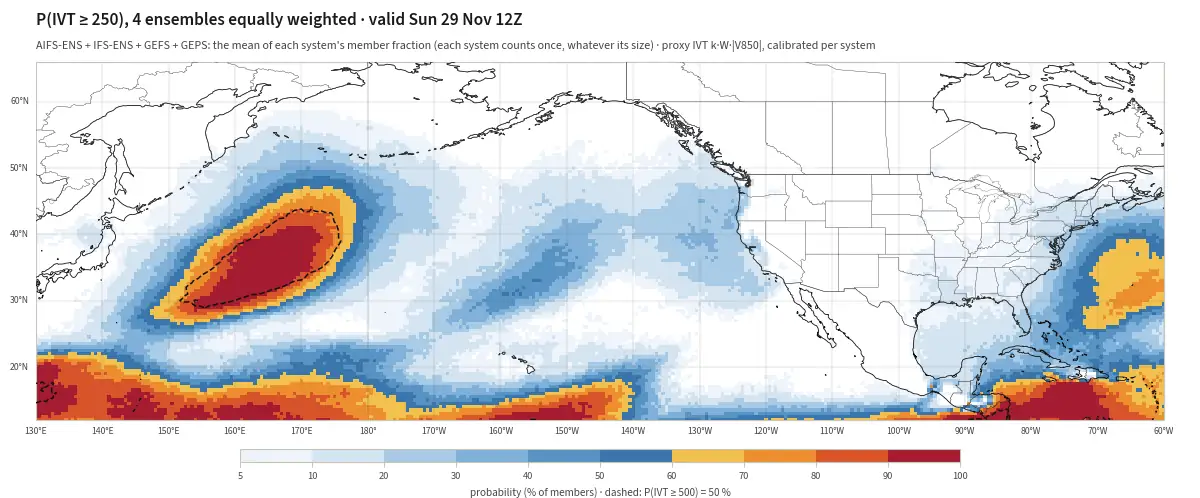 P(IVT ≥ 250), 4 ensembles equally weighted · valid Sun 29 Nov 12Z
AIFS-ENS + IFS-ENS + GEFS + GEPS: the mean of each system's member fraction (each system counts once, whatever its size) · proxy IVT k·W·|V850|, calibrated per system
60°N
50°N
40°N
30°N
20°N
130°E 140°E 150°E 160°E 170°E 180° 170°W 160°W 150°W 140°W 130°W 120°W 110°W 100°W 90°W 80°W 70°W 60°W
5 10 20 30 40 50 60 70 80 90 100
probability (% of members) · dashed: P(IVT ≥ 500) = 50 %